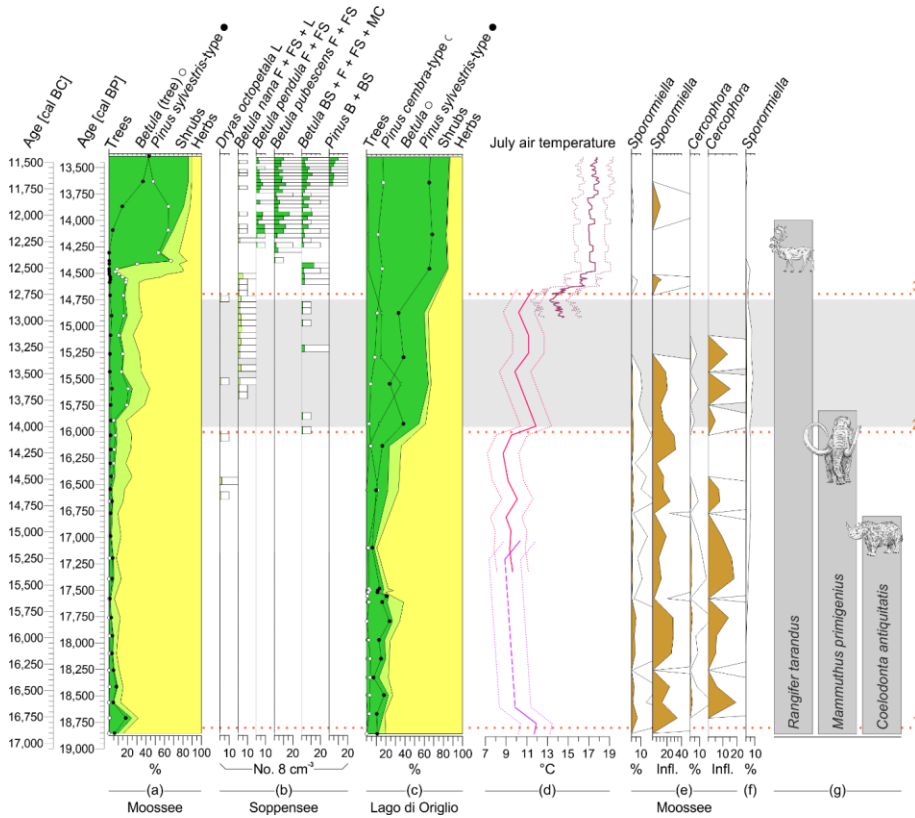 Age [cal BC]
Age [cal BP]
Trees
Betula (tree) ○
Pinus sylvestris-type ●
Shrubs
Herbs
Dryas octopetala L
Betula nana F + FS + L
Betula pendula F + FS
Betula pubescens F + FS
Betula BS + F + FS + MC
Pinus B + BS
Trees
Pinus cembra-type ☾
Betula ○
Pinus sylvestris-type ●
Shrubs
Herbs
July air temperature
Sporormiella
Sporormiella
Cercophora
Cercophora
Sporormiella
11,500
11,750
12,000
12,250
12,500
12,750
13,000
13,250
13,500
13,750
14,000
14,250
14,500
14,750
15,000
15,250
15,500
15,750
16,000
16,250
16,500
16,750
17,000
13,500
13,750
14,000
14,250
14,500
14,750
15,000
15,250
15,500
15,750
16,000
16,250
16,500
16,750
17,000
17,250
17,500
17,750
18,000
18,250
18,500
18,750
19,000
Rangifer tarandus
Mammuthus primigenius
Coelodonta antiquitatis
0 20 40 60 80 100
10 10 20 10 20 10 20 10 20
0 20 40 60 80 100
7 9 11 13 15 17 19
10 20 40 10 10 20 10
% No. 8 cm⁻³ % °C % Infl. % Infl. %
(a) (b) (c) (d) (e) (f) (g)
Moossee Soppensee Lago di Origlio Moossee